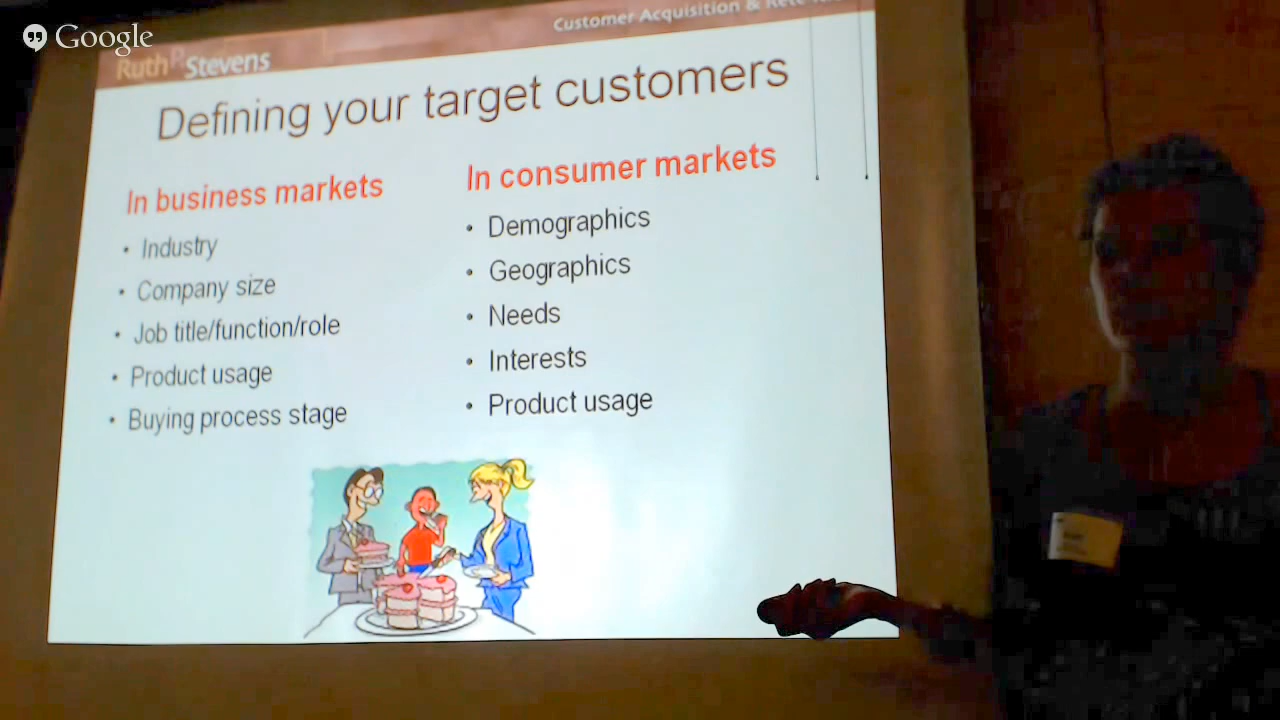 Google
Customer Acquisition &
Ruth P. Stevens
Defining your target customers
In business markets
• Industry
• Company size
• Job title/function/role
• Product usage
• Buying process stage
In consumer markets
• Demographics
• Geographics
• Needs
• Interests
• Product usage